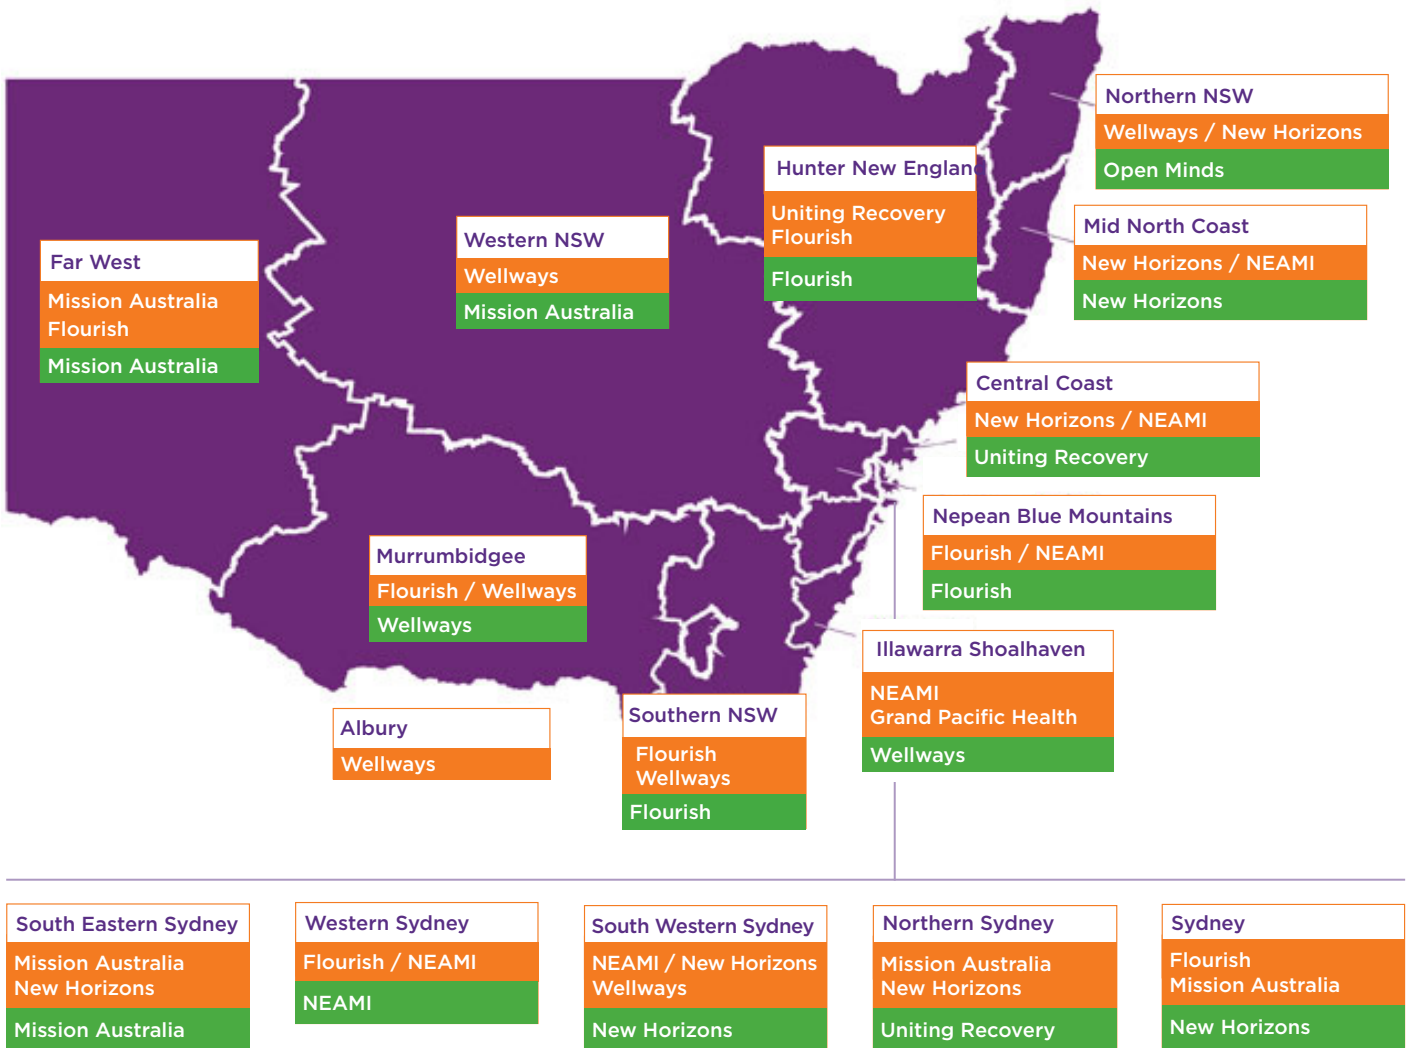 Northern NSW
Wellways / New Horizons
Open Minds
Hunter New England
Uniting Recovery
Flourish
Flourish
Mid North Coast
New Horizons / NEAMI
New Horizons
Western NSW
Wellways
Mission Australia
Far West
Mission Australia
Flourish
Mission Australia
Central Coast
New Horizons / NEAMI
Uniting Recovery
Nepean Blue Mountains
Flourish / NEAMI
Flourish
Murrumbidgee
Flourish / Wellways
Wellways
Illawarra Shoalhaven
NEAMI
Grand Pacific Health
Wellways
Albury
Wellways
Southern NSW
Flourish
Wellways
Flourish
South Eastern Sydney
Mission Australia
New Horizons
Mission Australia
Western Sydney
Flourish / NEAMI
NEAMI
South Western Sydney
NEAMI / New Horizons
Wellways
New Horizons
Northern Sydney
Mission Australia
New Horizons
Uniting Recovery
Sydney
Flourish
Mission Australia
New Horizons